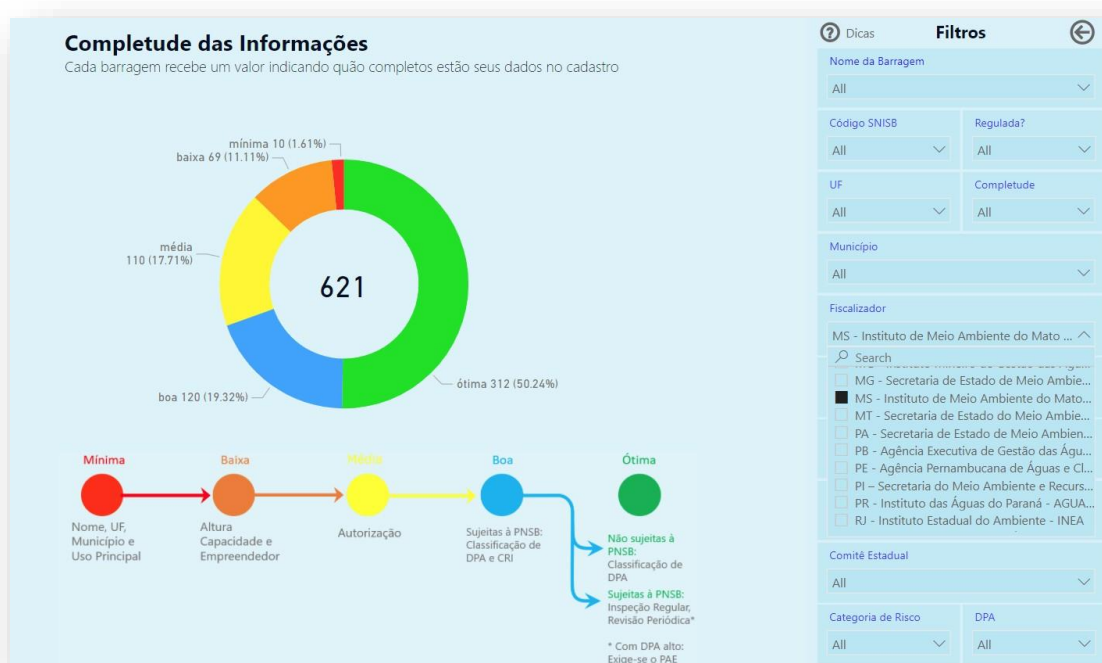 Completude das Informações
Cada barragem recebe um valor indicando quão completos estão seus dados no cadastro
mínima 10 (1.61%)
baixa 69 (11.11%)
média
110 (17.71%)
621
ótima 312 (50.24%)
boa 120 (19.32%)
Mínima
Nome, UF,
Município e
Uso Principal
Baixa
Altura
Capacidade e
Empreendedor
Média
Autorização
Boa
Sujeitas à PNSB:
Classificação de
DPA e CRI
Ótima
Não sujeitas à
PNSB:
Classificação de
DPA
Sujeitas à PNSB:
Inspeção Regular,
Revisão Periódica*
* Com DPA alto:
Exige-se o PAE
Dicas
Filtros
Nome da Barragem
All
Código SNISB
All
Regulada?
All
UF
All
Completude
All
Município
All
Fiscalizador
MS - Instituto de Meio Ambiente do Mato ...
Search
MG - Secretaria de Estado de Meio Ambie...
MS - Instituto de Meio Ambiente do Mato...
MT - Secretaria de Estado do Meio Ambie...
PA - Secretaria de Estado de Meio Ambien...
PB - Agência Executiva de Gestão das Águ...
PE - Agência Pernambucana de Águas e Cl...
PI – Secretaria do Meio Ambiente e Recurs...
PR - Instituto das Águas do Paraná - AGUA...
RJ - Instituto Estadual do Ambiente - INEA
Comitê Estadual
All
Categoria de Risco
All
DPA
All